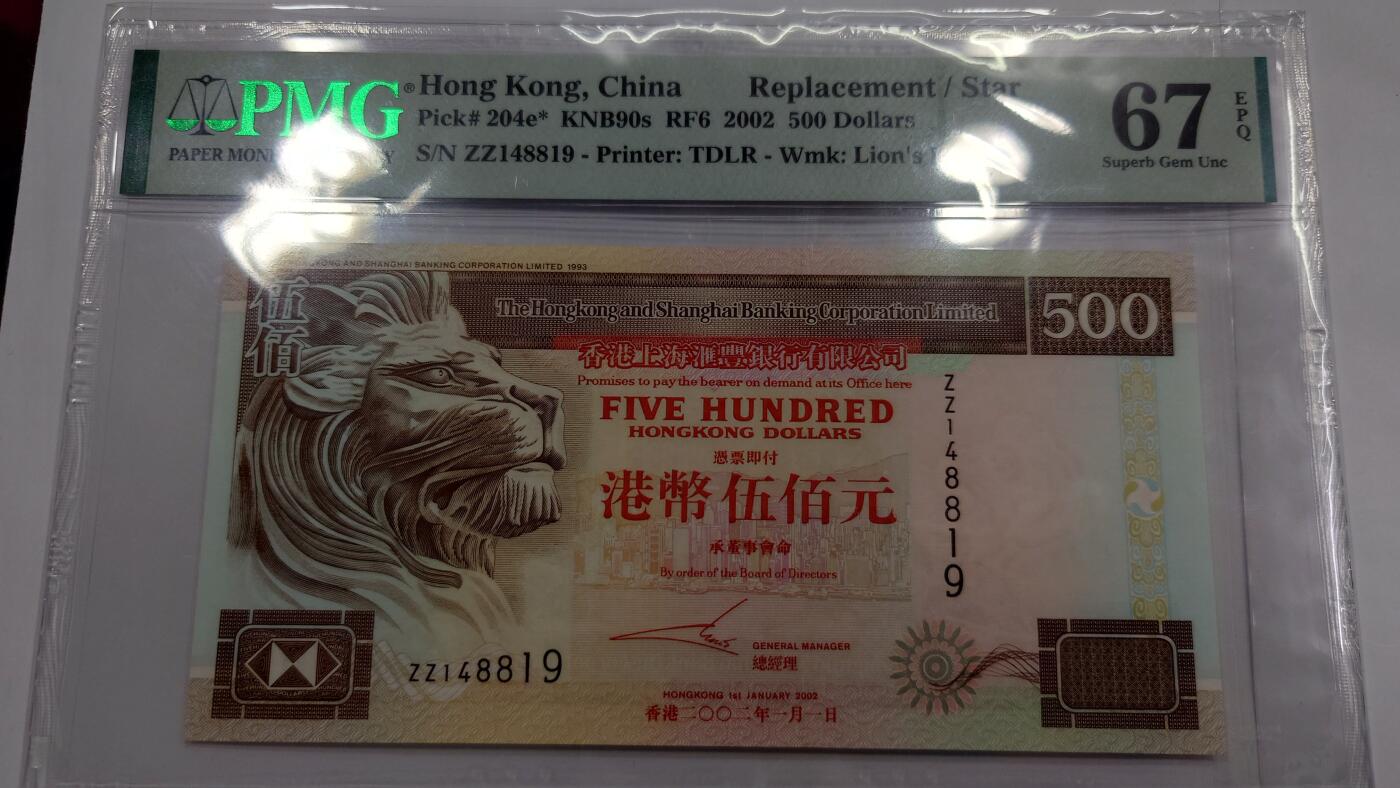 PMG® Hong Kong, China Replacement / Star
Pick# 204e* KNB90s RF6 2002 500 Dollars
PAPER S/N ZZ148819 - Printer: TDLR - Wmk: Lion's
67
EPQ
Superb Gem Unc
AND SHANGHAI BANKING CORPORATION LIMITED 1993
伍佰
The Hongkong and Shanghai Banking Corporation Limited
500
香港上海滙豐銀行有限公司
Promises to pay the bearer on demand at its Office here
FIVE HUNDRED
HONGKONG DOLLARS
憑票即付
港幣伍佰元
承董事會命
By order of the Board of Directors
ZZ148819
GENERAL MANAGER
總經理
ZZ148819
HONGKONG 1st JANUARY 2002
香港二〇〇二年一月一日